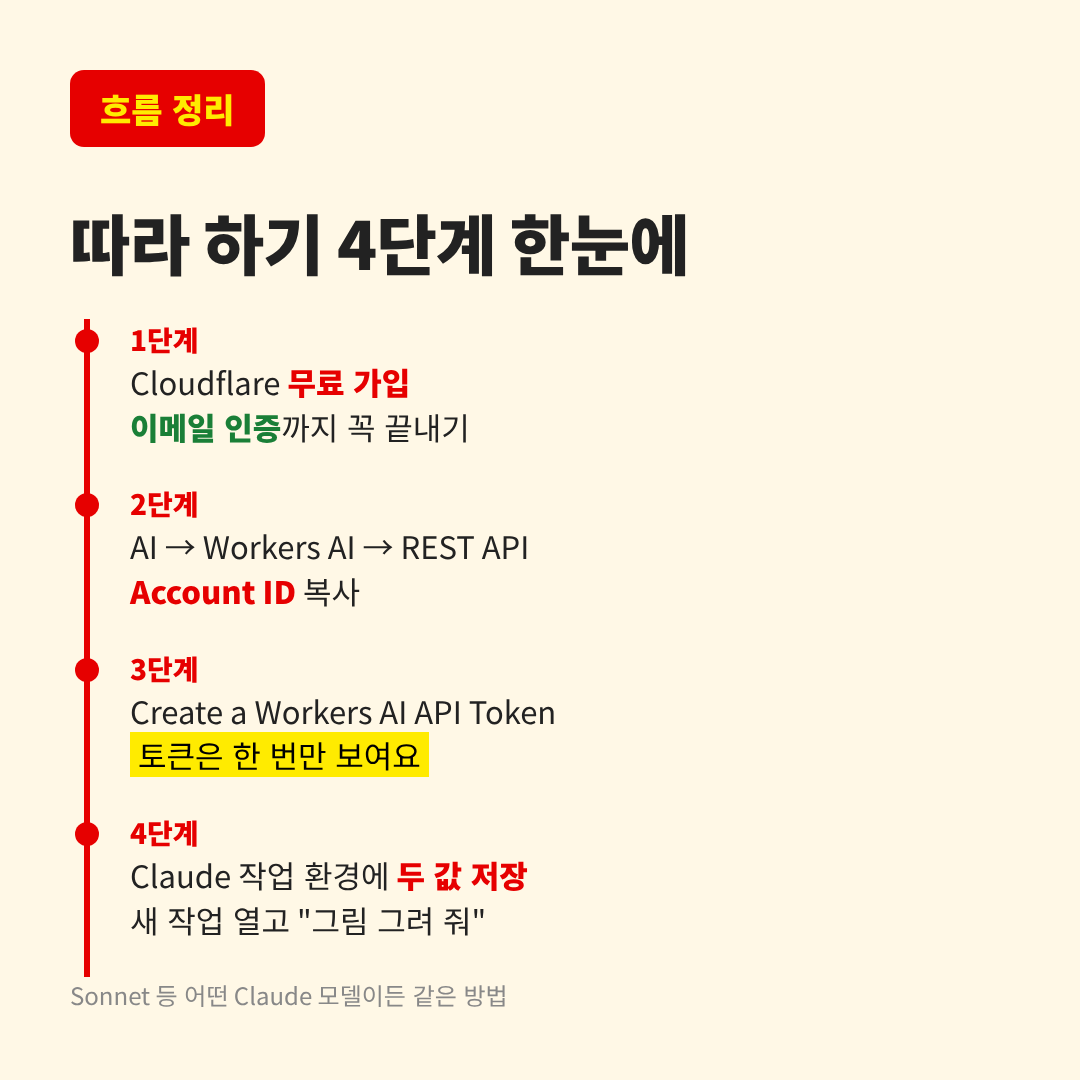 흐름 정리
따라 하기 4단계 한눈에
1단계
Cloudflare 무료 가입
이메일 인증까지 꼭 끝내기
2단계
AI → Workers AI → REST API
Account ID 복사
3단계
Create a Workers AI API Token
토큰은 한 번만 보여요
4단계
Claude 작업 환경에 두 값 저장
새 작업 열고 "그림 그려 줘"
Sonnet 등 어떤 Claude 모델이든 같은 방법